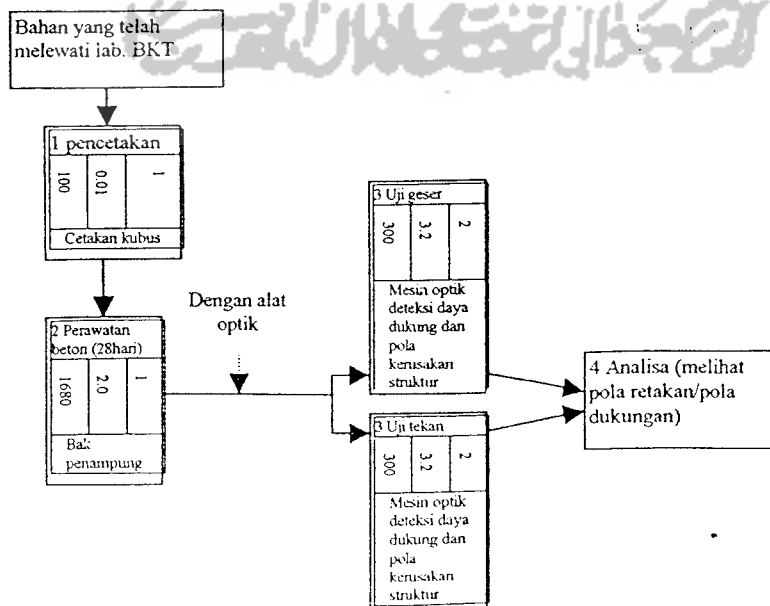 Bahan yang telah
melewati lab. BKT
1 pencetakan
100
0.01
1
Cetakan kubus
2 Perawatan
beton (28hari)
1680
2.0
1
Bak
penampung
Dengan alat
optik
3 Uji geser
300
3.2
2
Mesin optik
deteksi daya
dukung dan
pola
kerusakan
struktur
3 Uji tekan
300
3.2
2
Mesin optik
deteksi daya
dukung dan
pola
kerusakan
struktur
4 Analisa (melihat
pola retakan/pola
dukungan)